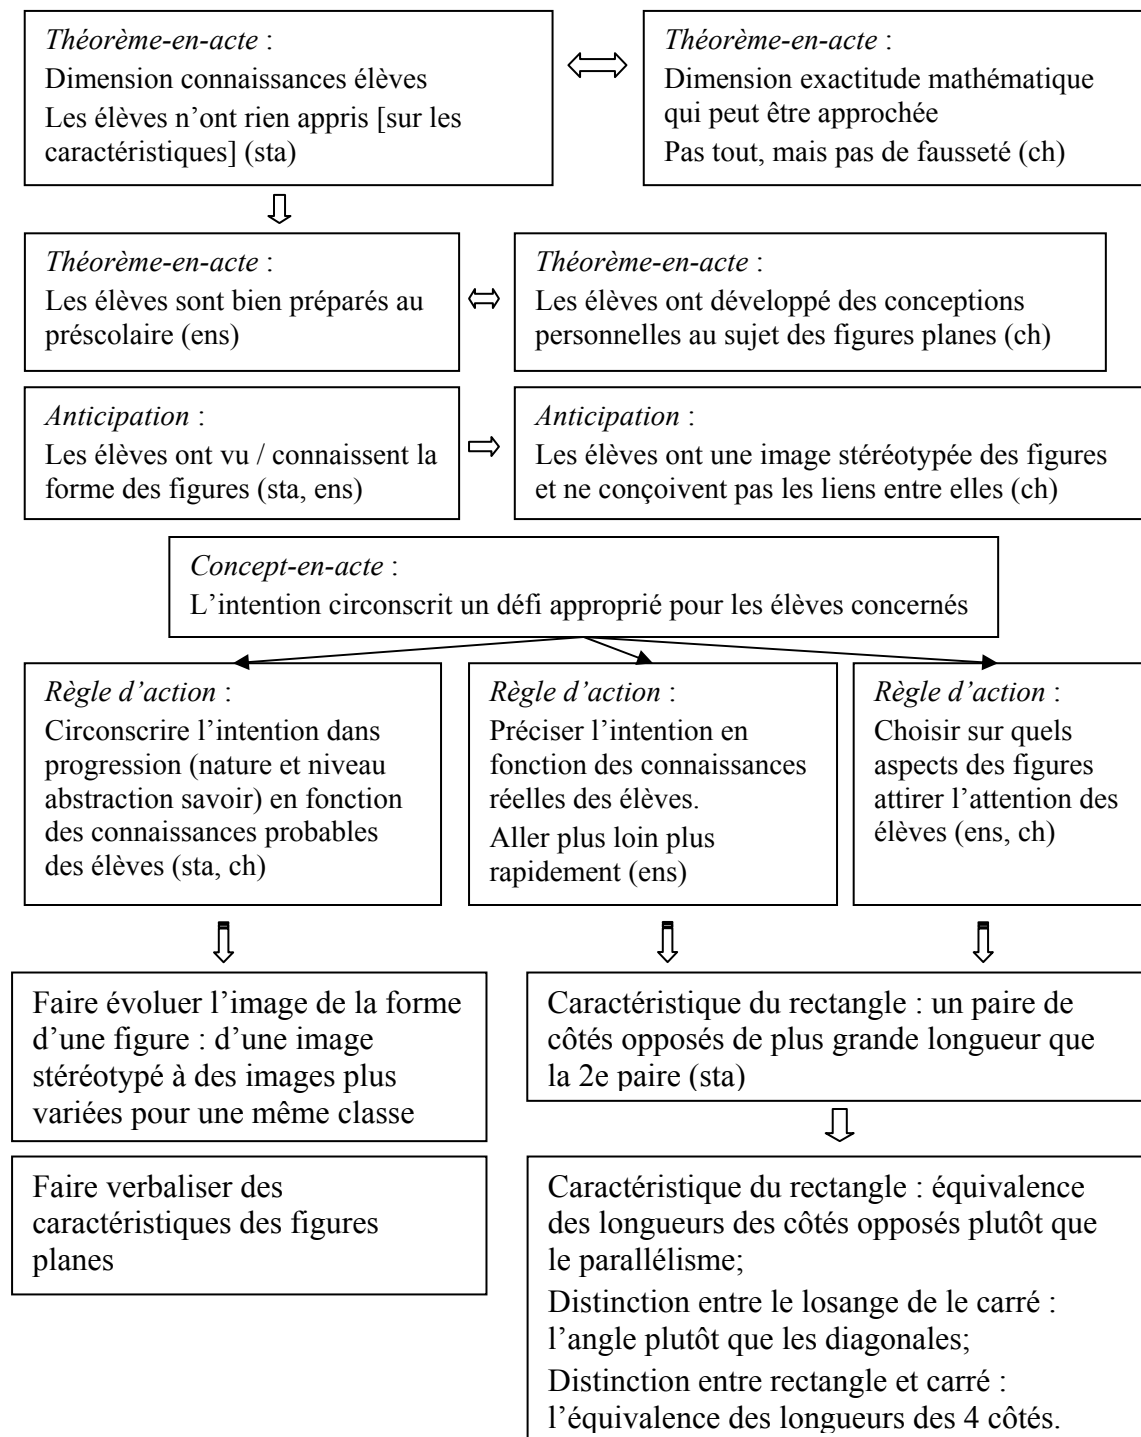 Théorème-en-acte :
Dimension connaissances élèves
Les élèves n’ont rien appris [sur les
caractéristiques] (sta)
Théorème-en-acte :
Dimension exactitude mathématique
qui peut être approchée
Pas tout, mais pas de fausseté (ch)
Théorème-en-acte :
Les élèves sont bien préparés au
préscolaire (ens)
Théorème-en-acte :
Les élèves ont développé des conceptions
personnelles au sujet des figures planes (ch)
Anticipation :
Les élèves ont vu / connaissent la
forme des figures (sta, ens)
Anticipation :
Les élèves ont une image stéréotypée des figures
et ne conçoivent pas les liens entre elles (ch)
Concept-en-acte :
L’intention circonscrit un défi approprié pour les élèves concernés
Règle d’action :
Circonscrire l’intention dans
progression (nature et niveau
abstraction savoir) en fonction
des connaissances probables
des élèves (sta, ch)
Règle d’action :
Préciser l’intention en
fonction des connaissances
réelles des élèves.
Aller plus loin plus
rapidement (ens)
Règle d’action :
Choisir sur quels
aspects des figures
attirer l’attention des
élèves (ens, ch)
Faire évoluer l’image de la forme
d’une figure : d’une image
stéréotypé à des images plus
variées pour une même classe
Caractéristique du rectangle : un paire de
côtés opposés de plus grande longueur que
la 2e paire (sta)
Faire verbaliser des
caractéristiques des figures
planes
Caractéristique du rectangle : équivalence
des longueurs des côtés opposés plutôt que
le parallélisme;
Distinction entre le losange de le carré :
l’angle plutôt que les diagonales;
Distinction entre rectangle et carré :
l’équivalence des longueurs des 4 côtés.